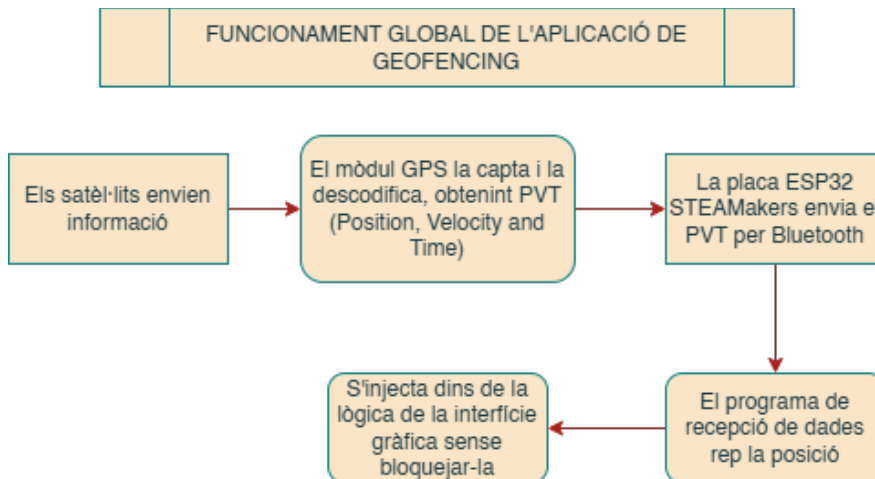 FUNCIONAMENT GLOBAL DE L'APLICACIÓ DE
GEOFENCING
Els satèl·lits envien
informació
El mòdul GPS la capta i la
descodifica, obtenint PVT
(Position, Velocity and
Time)
La placa ESP32
STEAMakers envia e
PVT per Bluetooth
El programa de
recepció de dades
rep la posició
S'injecta dins de la
lògica de la interfície
gràfica sense
bloquejar-la